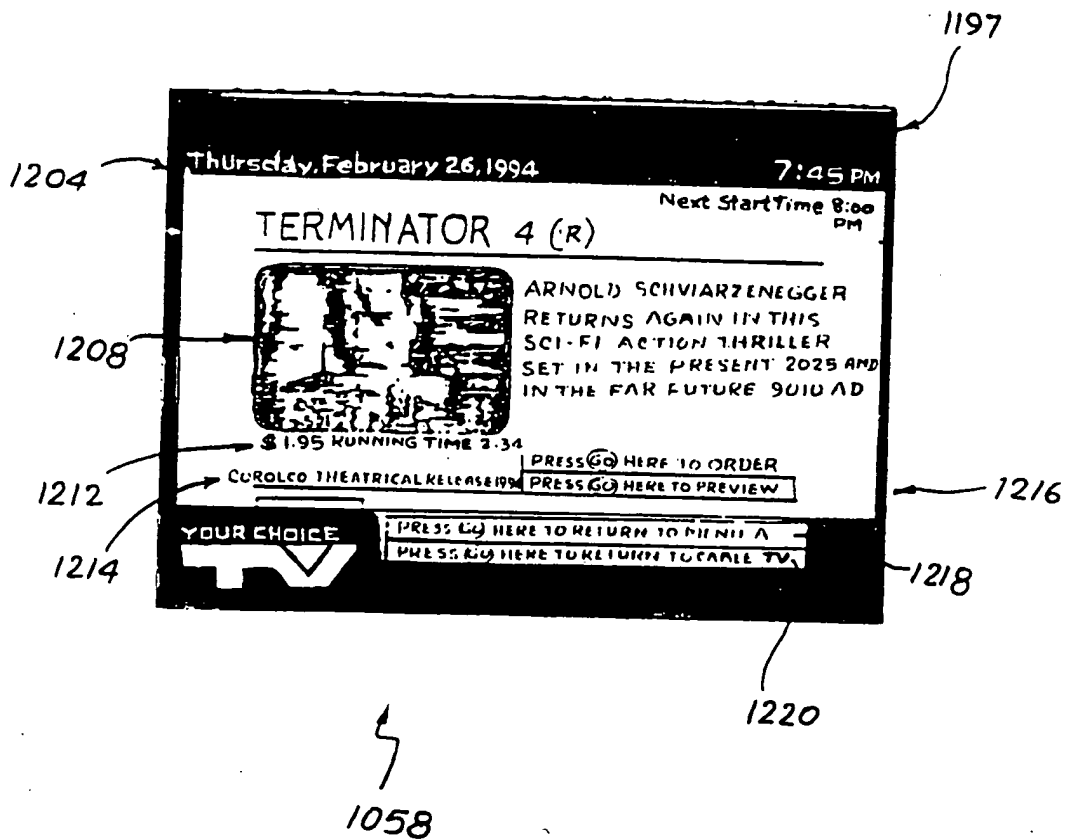 1197
1204
Thursday, February 26, 1994 7:45 PM
Next Start Time 8:00
PM
TERMINATOR 4 (R)
1208
ARNOLD SCHVIARZENEGGER
RETURNS AGAIN IN THIS
SCI-FI ACTION THRILLER
SET IN THE PRESENT 2025 AND
IN THE FAR FUTURE 9010 AD
$1.95 RUNNING TIME 2.34
1212
PRESS GO HERE TO ORDER
COROLCO THEATRICAL RELEASE
PRESS GO HERE TO PREVIEW
1216
YOUR CHOICE
TV
PRESS GO HERE TO RETURN TO MENU A
PRESS GO HERE TO RETURN TO CABLE TV
1214
1218
1220
1058